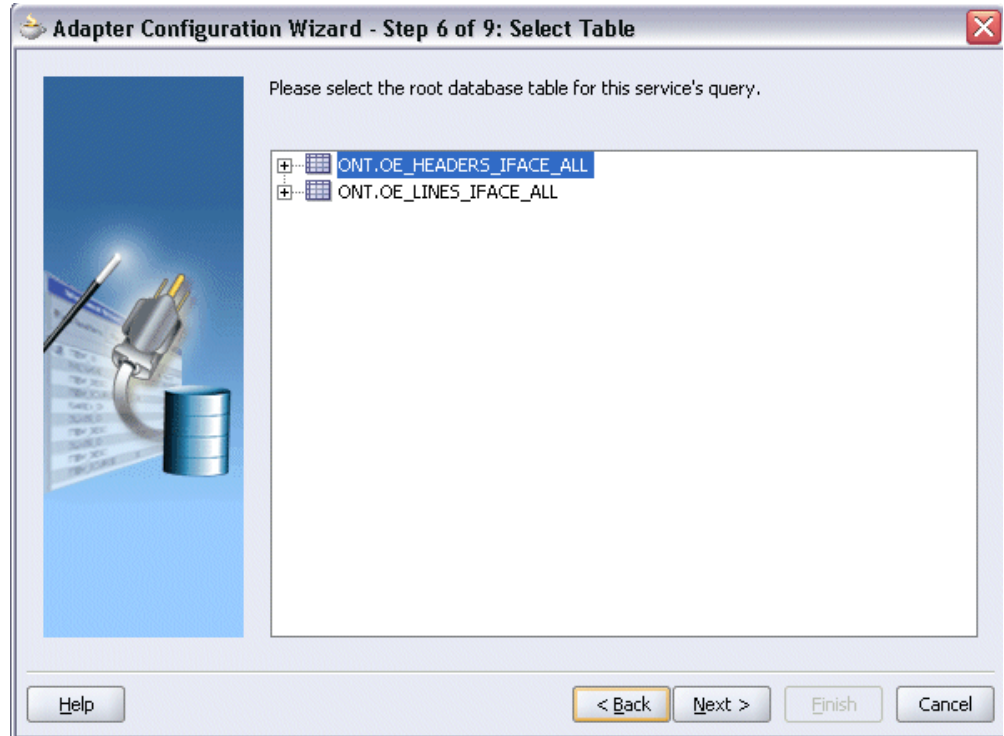 Adapter Configuration Wizard - Step 6 of 9: Select Table
Please select the root database table for this service's query.
ONT.OE_HEADERS_IFACE_ALL
ONT.OE_LINES_IFACE_ALL
Help
< Back
Next >
Finish
Cancel